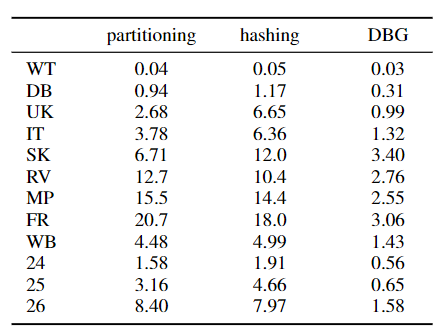 partitioning hashing DBG
WT 0.04 0.05 0.03
DB 0.94 1.17 0.31
UK 2.68 6.65 0.99
IT 3.78 6.36 1.32
SK 6.71 12.0 3.40
RV 12.7 10.4 2.76
MP 15.5 14.4 2.55
FR 20.7 18.0 3.06
WB 4.48 4.99 1.43
24 1.58 1.91 0.56
25 3.16 4.66 0.65
26 8.40 7.97 1.58